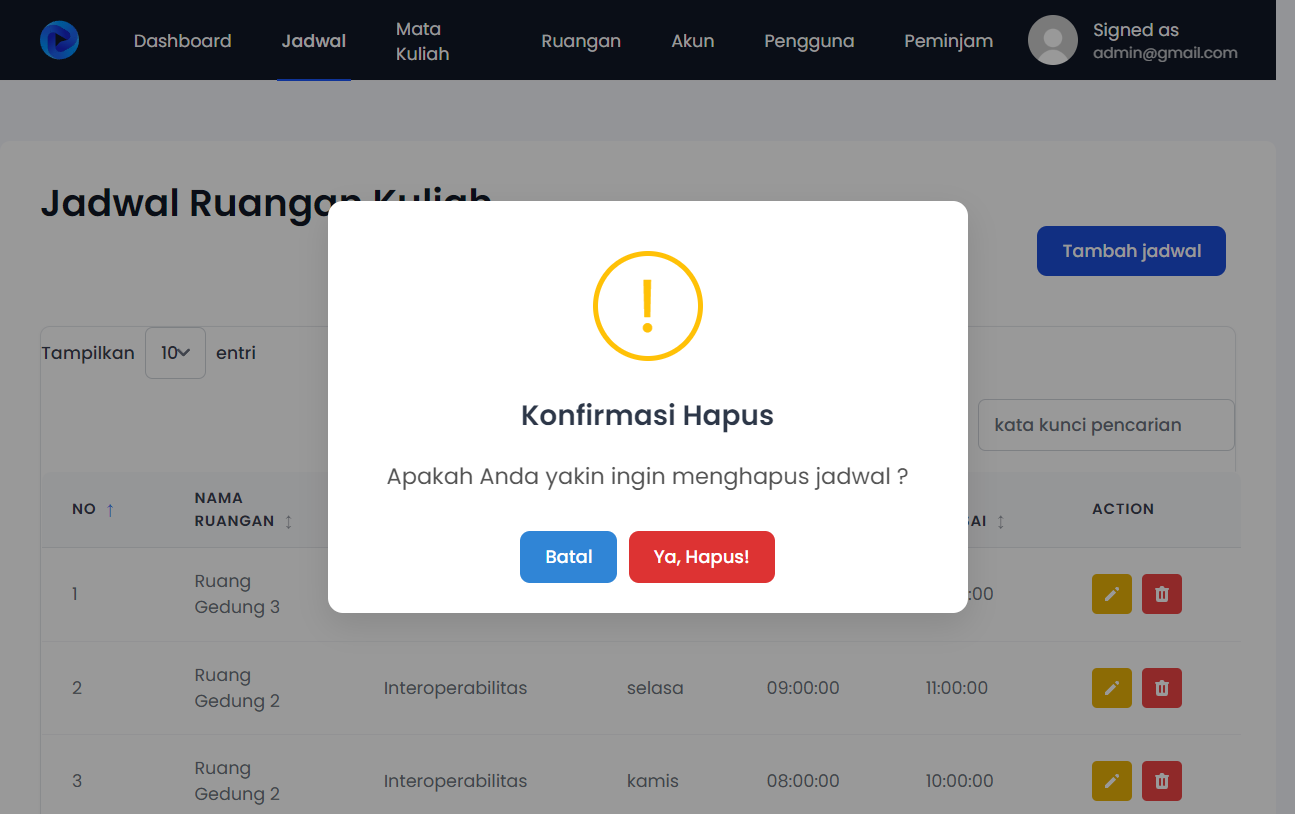 Dashboard
Jadwal
Mata
Kuliah
Ruangan
Akun
Pengguna
Peminjam
Signed as
admin@gmail.com
Jadwal Ruangan Kuliah
Tambah jadwal
Tampilkan 10 entri
kata kunci pencarian
!
Konfirmasi Hapus
Apakah Anda yakin ingin menghapus jadwal ?
Batal
Ya, Hapus!
NO ↑
NAMA
RUANGAN ↕
AI ↕
ACTION
1
Ruang
Gedung 3
:00
2
Ruang
Gedung 2
Interoperabilitas
selasa
09:00:00
11:00:00
3
Ruang
Gedung 2
Interoperabilitas
kamis
08:00:00
10:00:00